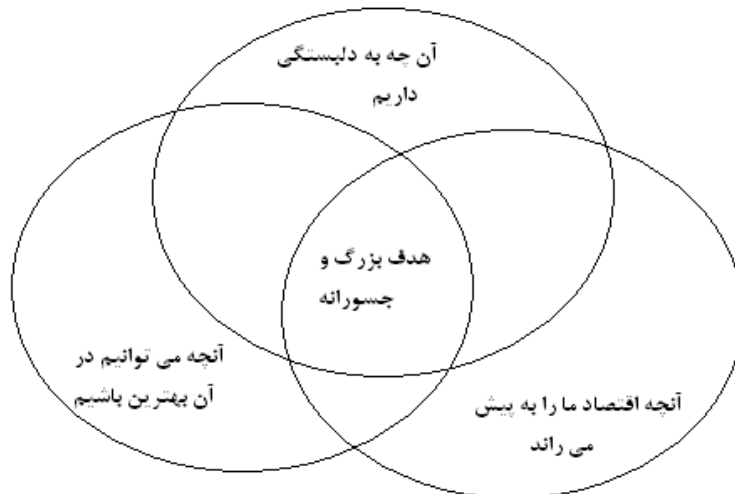 آن چه به دلبستگی
داریم
هدف بزرگ و
جسورانه
آنچه می توانیم در
آن بهترین باشیم
آنچه اقتصاد ما را به پیش
می راند